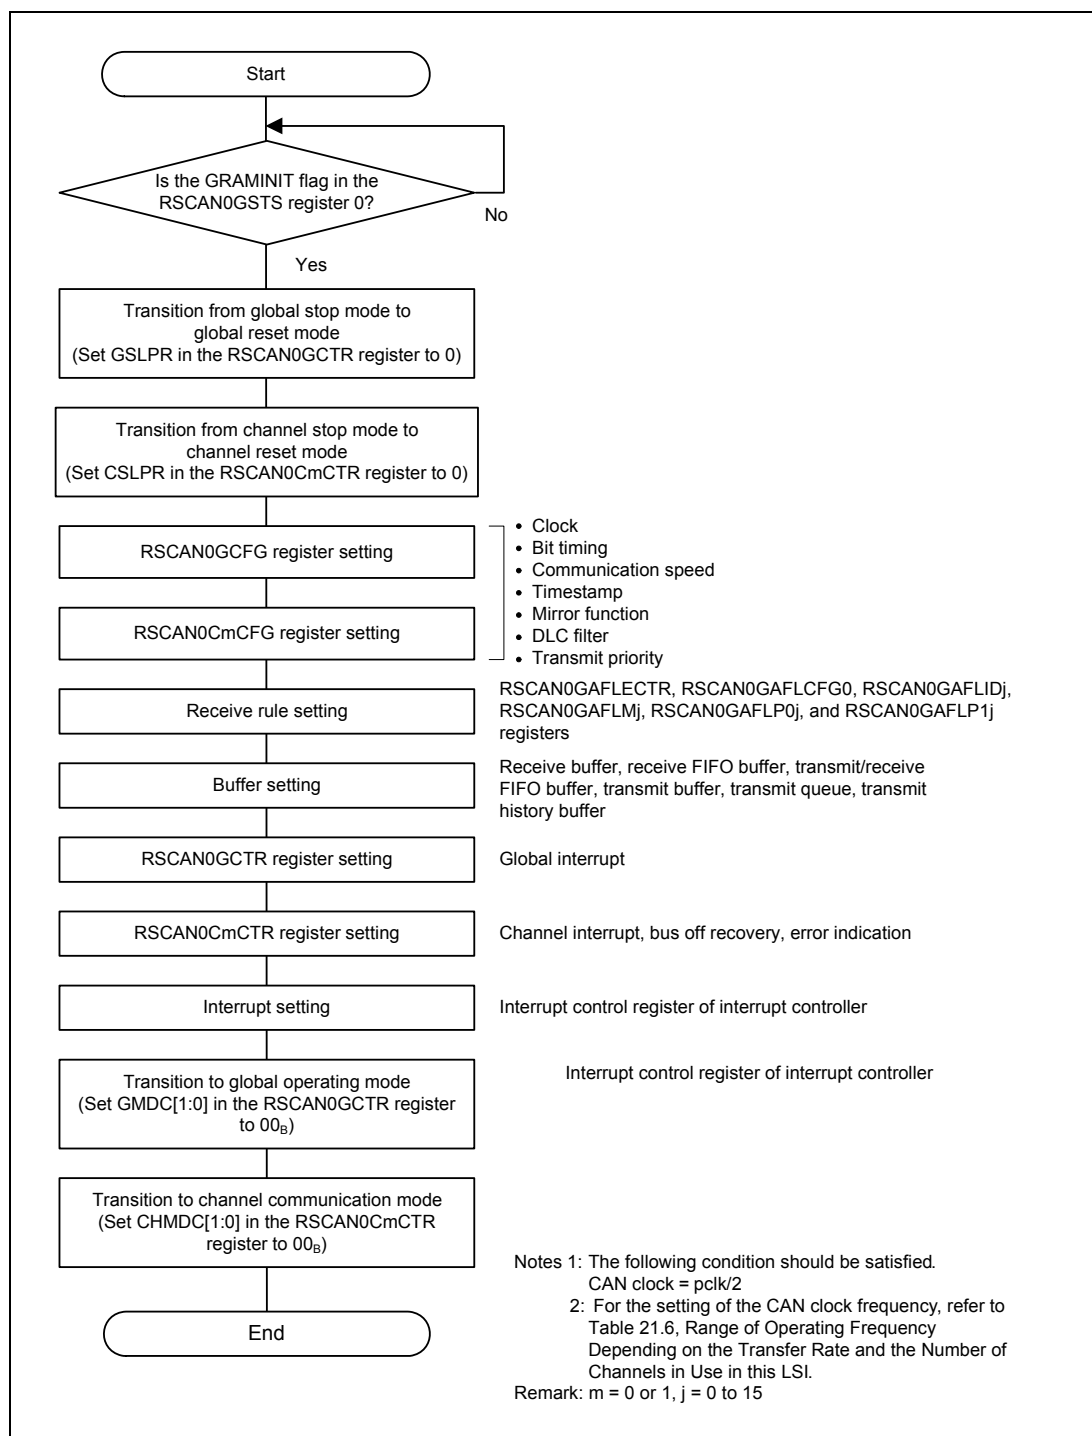 Start
Is the GRAMINIT flag in the
RSCAN0GSTS register 0?
No
Yes
Transition from global stop mode to
global reset mode
(Set GSLPR in the RSCAN0GCTR register to 0)
Transition from channel stop mode to
channel reset mode
(Set CSLPR in the RSCAN0CmCTR register to 0)
RSCAN0GCFG register setting
RSCAN0CmCFG register setting
• Clock
• Bit timing
• Communication speed
• Timestamp
• Mirror function
• DLC filter
• Transmit priority
Receive rule setting
RSCAN0GAFLECTR, RSCAN0GAFLCFG0, RSCAN0GAFLIDj,
RSCAN0GAFLMj, RSCAN0GAFLP0j, and RSCAN0GAFLP1j
registers
Buffer setting
Receive buffer, receive FIFO buffer, transmit/receive
FIFO buffer, transmit buffer, transmit queue, transmit
history buffer
RSCAN0GCTR register setting
Global interrupt
RSCAN0CmCTR register setting
Channel interrupt, bus off recovery, error indication
Interrupt setting
Interrupt control register of interrupt controller
Transition to global operating mode
(Set GMDC[1:0] in the RSCAN0GCTR register
to 00B)
Interrupt control register of interrupt controller
Transition to channel communication mode
(Set CHMDC[1:0] in the RSCAN0CmCTR
register to 00B)
End
Notes 1: The following condition should be satisfied.
CAN clock = pclk/2
2: For the setting of the CAN clock frequency, refer to
Table 21.6, Range of Operating Frequency
Depending on the Transfer Rate and the Number of
Channels in Use in this LSI.
Remark: m = 0 or 1, j = 0 to 15